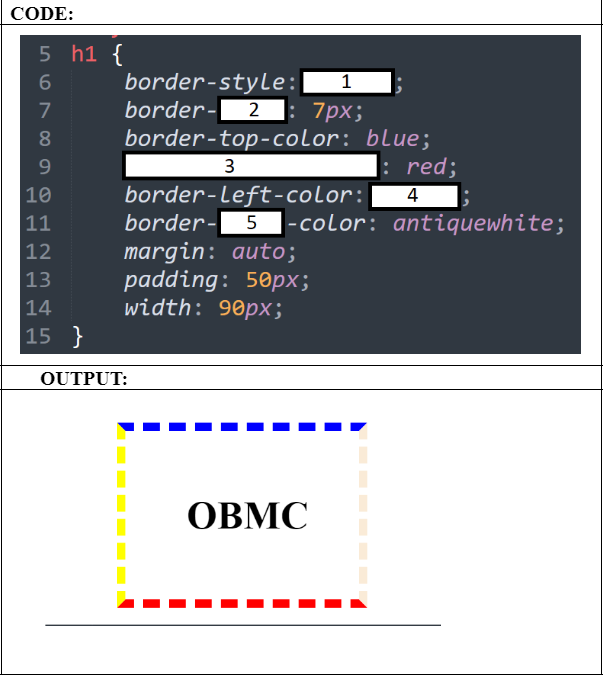 CODE:
5 h1 {
6 border-style: 1 ;
7 border- 2 : 7px;
8 border-top-color: blue;
9 3 : red;
10 border-left-color: 4 ;
11 border- 5 -color: antiquewhite;
12 margin: auto;
13 padding: 50px;
14 width: 90px;
15 }
OUTPUT:
OBMC